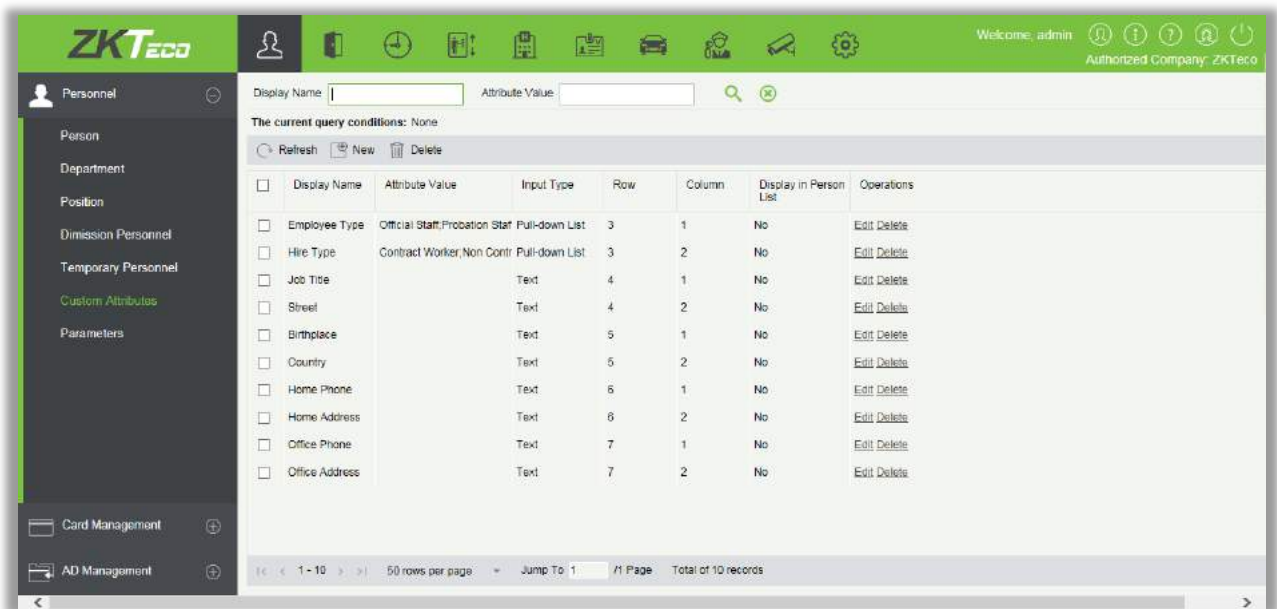 ZKTECO
Welcome, admin
Authorized Company: ZKTeco
Personnel
Person
Department
Position
Dimission Personnel
Temporary Personnel
Custom Attributes
Parameters
Card Management
AD Management
Display Name Attribute Value
The current query conditions: None
Refresh New Delete
Display Name Attribute Value Input Type Row Column Display in Person List Operations
Employee Type Official Staff;Probation Staf Pull-down List 3 1 No Edit Delete
Hire Type Contract Worker;Non Contr Pull-down List 3 2 No Edit Delete
Job Title Text 4 1 No Edit Delete
Street Text 4 2 No Edit Delete
Birthplace Text 5 1 No Edit Delete
Country Text 5 2 No Edit Delete
Home Phone Text 6 1 No Edit Delete
Home Address Text 6 2 No Edit Delete
Office Phone Text 7 1 No Edit Delete
Office Address Text 7 2 No Edit Delete
1 - 10 50 rows per page Jump To 1 /1 Page Total of 10 records